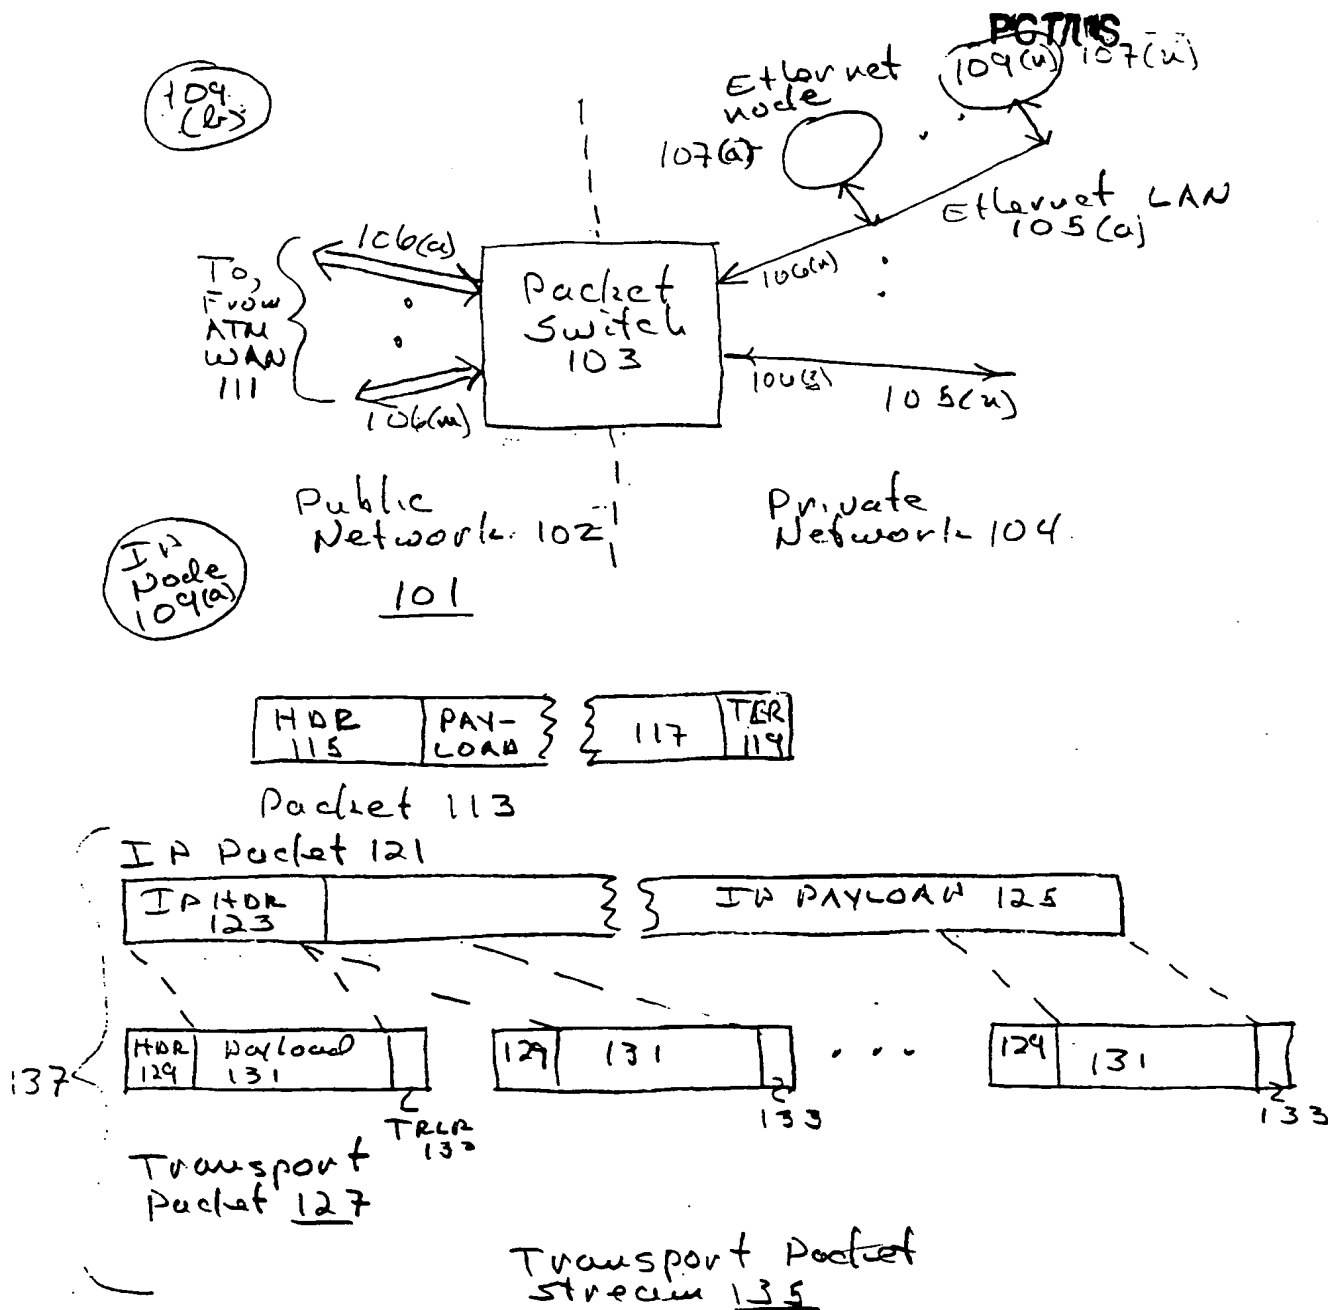 PCT/US
109
(b)
109(n) 107(n)
Ethernet
node
107(a)
Ethernet LAN
105(a)
106(a)
To,
From
ATM
WAN
111
106(m)
Packet
Switch
103
106(n)
105(n)
Public
Network 102
Private
Network 104
101
IP
Node
109(a)
HDR
115
PAY-
LOAD
117
TLR
119
Packet 113
IP Packet 121
IP HDR
123
IP PAYLOAD 125
HDR
129
Payload
131
129
131
129
131
137
TRLR
133
133
133
Transport
Packet 127
Transport Packet
Stream 135